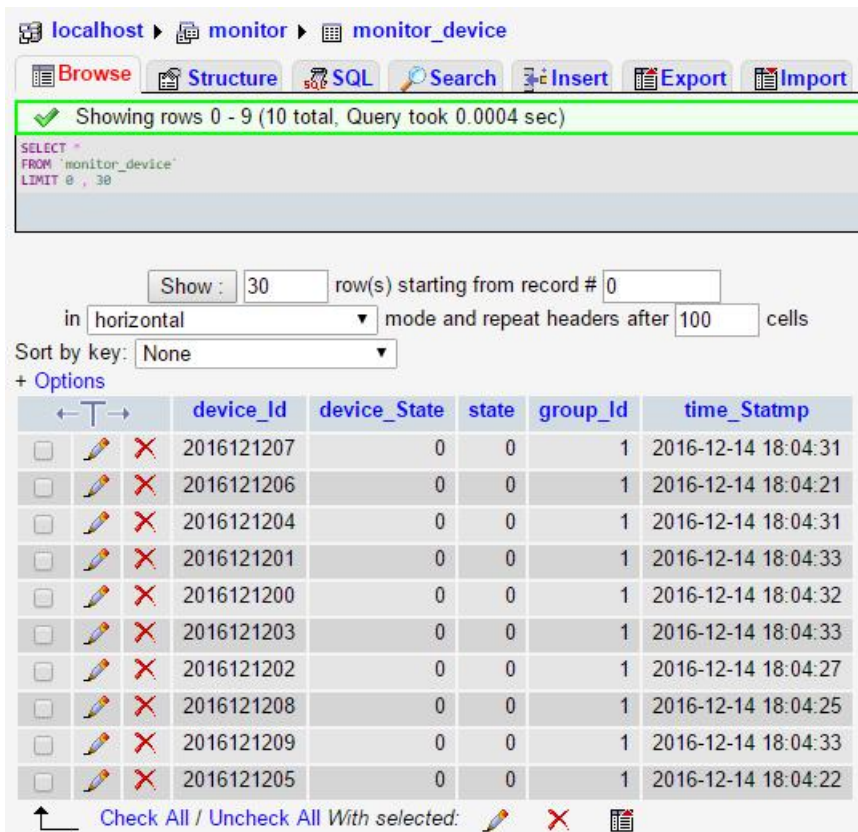 localhost ▸ monitor ▸ monitor_device
Browse Structure SQL Search Insert Export Import
Showing rows 0 - 9 (10 total, Query took 0.0004 sec)
SELECT *
FROM `monitor_device`
LIMIT 0 , 30
Show : 30 row(s) starting from record # 0
in horizontal mode and repeat headers after 100 cells
Sort by key: None
+ Options
←T→ device_Id device_State state group_Id time_Statmp
2016121207 0 0 1 2016-12-14 18:04:31
2016121206 0 0 1 2016-12-14 18:04:21
2016121204 0 0 1 2016-12-14 18:04:31
2016121201 0 0 1 2016-12-14 18:04:33
2016121200 0 0 1 2016-12-14 18:04:32
2016121203 0 0 1 2016-12-14 18:04:33
2016121202 0 0 1 2016-12-14 18:04:27
2016121208 0 0 1 2016-12-14 18:04:25
2016121209 0 0 1 2016-12-14 18:04:33
2016121205 0 0 1 2016-12-14 18:04:22
Check All / Uncheck All With selected: